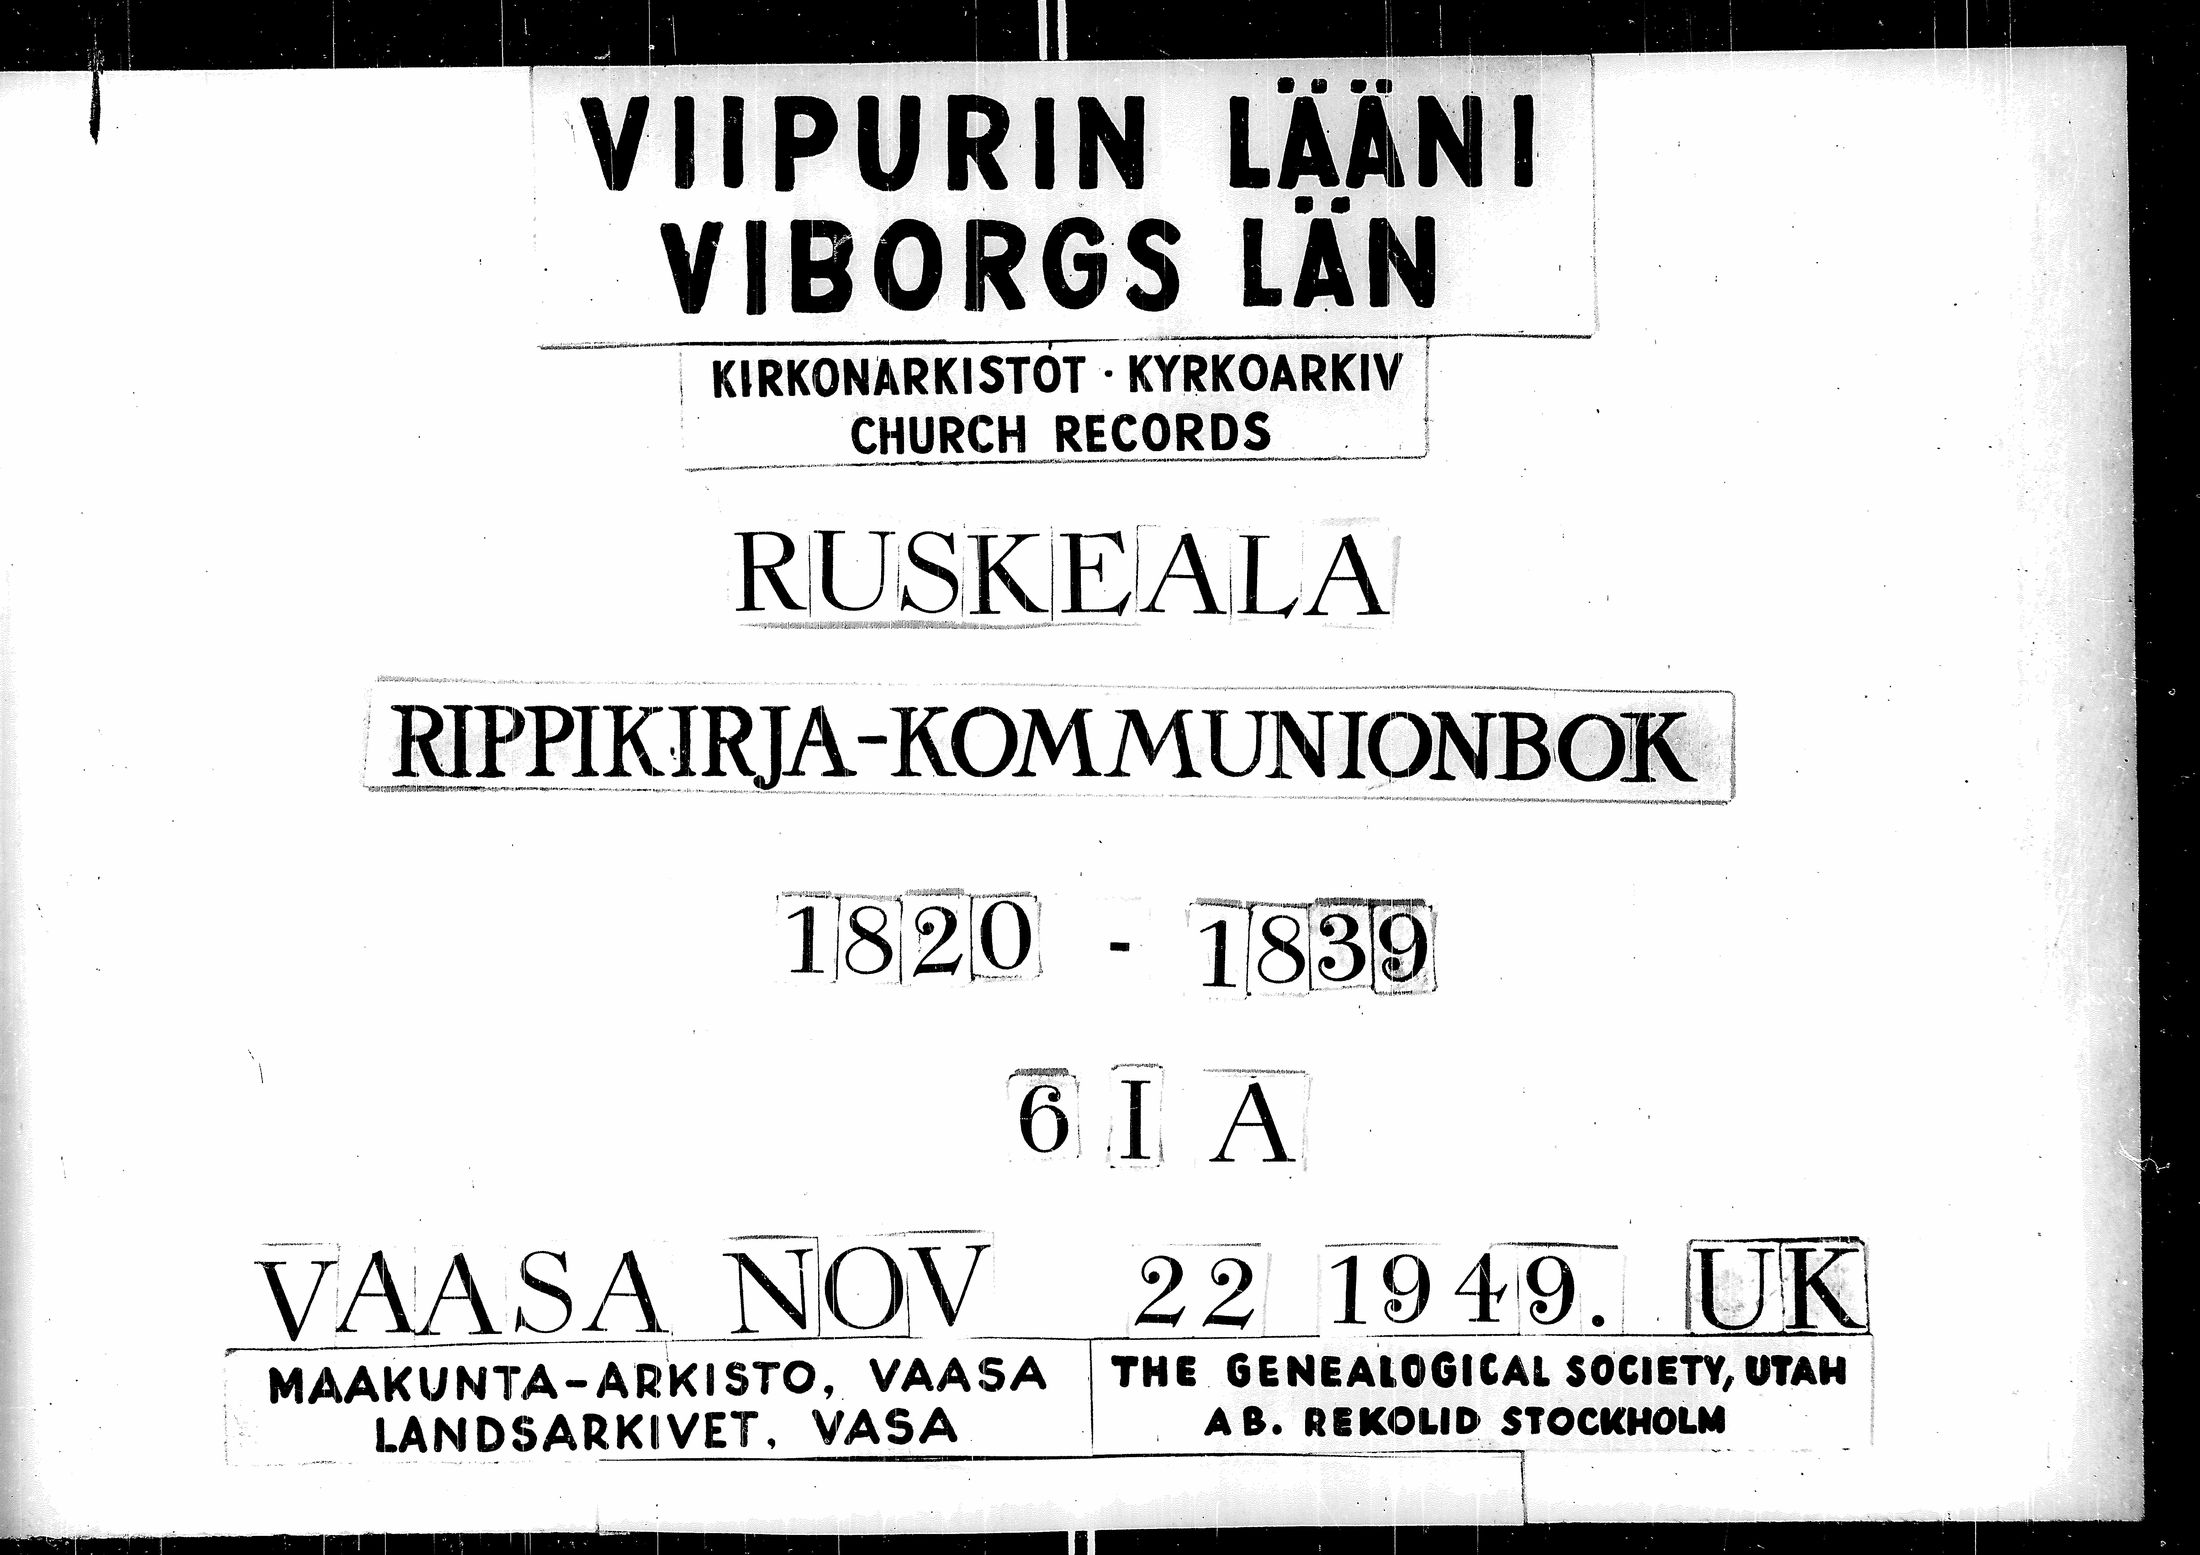 VIIPURIN LÄÄNI
VIBORGS LÄN
KIRKONARKISTOT · KYRKOARKIV
CHURCH RECORDS
RUSKEALA
RIPPIKIRJA-KOMMUNIONBOK
1820 - 1839
6 I A
VAASA NOV 22 1949. UK
MAAKUNTA-ARKISTO, VAASA
LANDSARKIVET, VASA
THE GENEALOGICAL SOCIETY, UTAH
AB. REKOLID STOCKHOLM